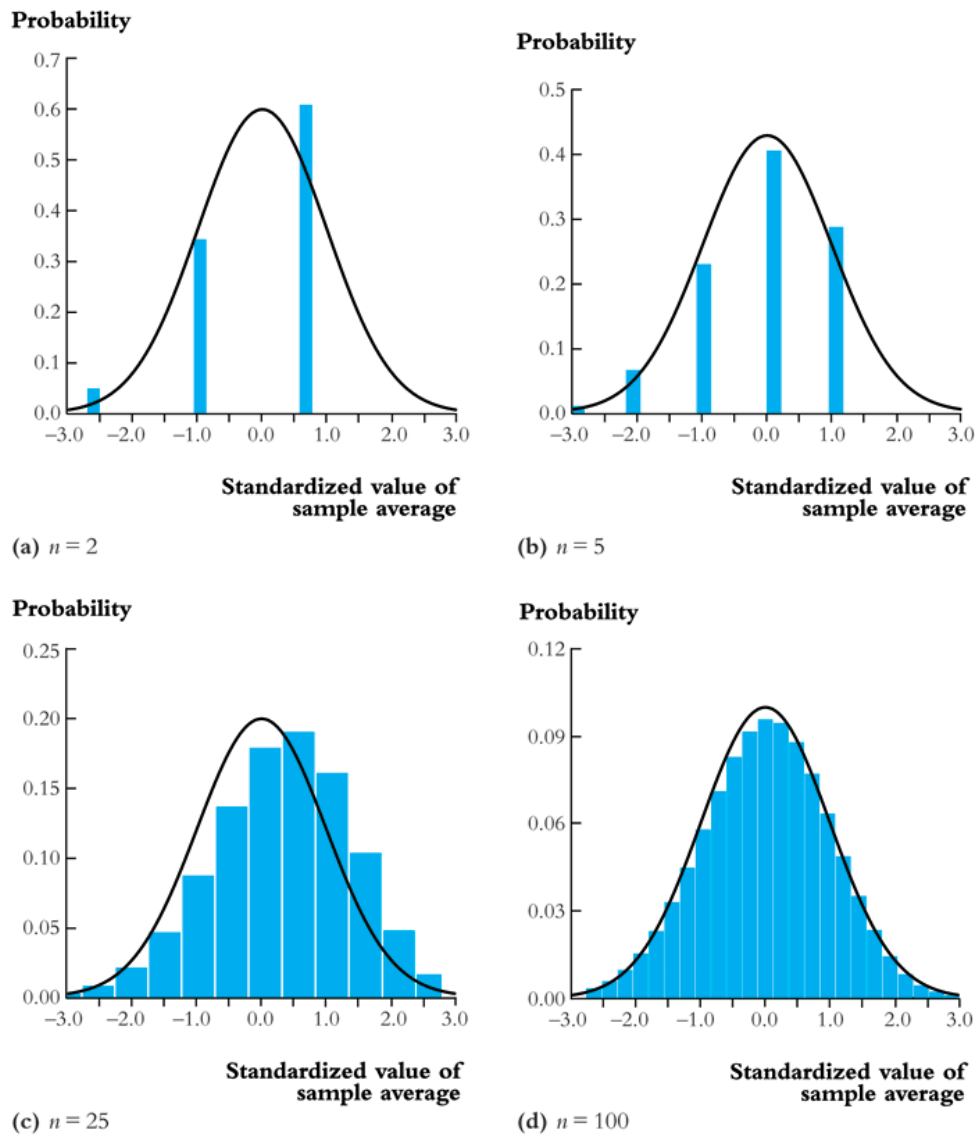 Probability
0.7
0.6
0.5
0.4
0.3
0.2
0.1
0.0
–3.0 –2.0 –1.0 0.0 1.0 2.0 3.0
Standardized value of
sample average
(a) n = 2
Probability
0.5
0.4
0.3
0.2
0.1
0.0
–3.0 –2.0 –1.0 0.0 1.0 2.0 3.0
Standardized value of
sample average
(b) n = 5
Probability
0.25
0.20
0.15
0.10
0.05
0.00
–3.0 –2.0 –1.0 0.0 1.0 2.0 3.0
Standardized value of
sample average
(c) n = 25
Probability
0.12
0.09
0.06
0.03
0.00
–3.0 –2.0 –1.0 0.0 1.0 2.0 3.0
Standardized value of
sample average
(d) n = 100